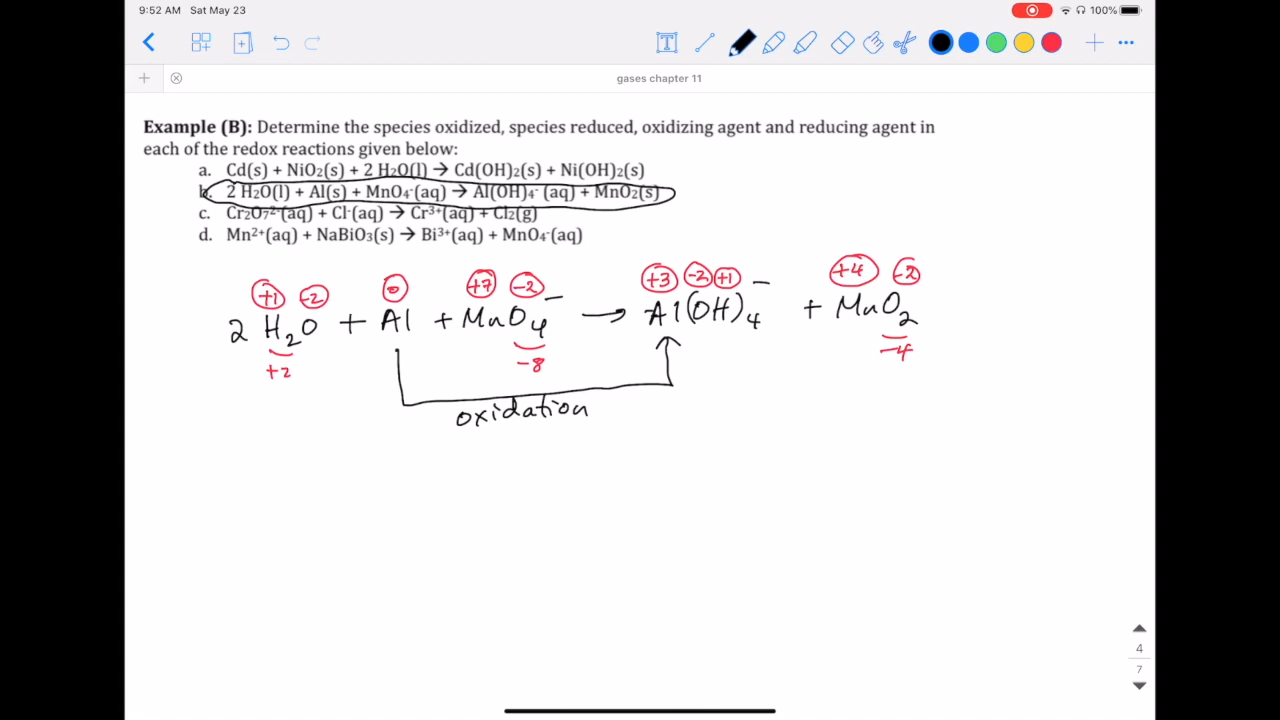 9:52 AM Sat May 23
100%
gases chapter 11
Example (B): Determine the species oxidized, species reduced, oxidizing agent and reducing agent in
each of the redox reactions given below:
a. Cd(s) + NiO₂(s) + 2 H₂O(l) → Cd(OH)₂(s) + Ni(OH)₂(s)
b. 2 H₂O(l) + Al(s) + MnO₄⁻(aq) → Al(OH)₄⁻ (aq) + MnO₂(s)
c. Cr₂O₇²⁻(aq) + Cl⁻(aq) → Cr³⁺(aq) + Cl₂(g)
d. Mn²⁺(aq) + NaBiO₃(s) → Bi³⁺(aq) + MnO₄⁻(aq)
+1 -2 0 +7 -2 +3 -2 +1 +4 -2
2 H₂O + Al + MnO₄⁻ → Al(OH)₄⁻ + MnO₂
+2 -8 -4
oxidation
4
7